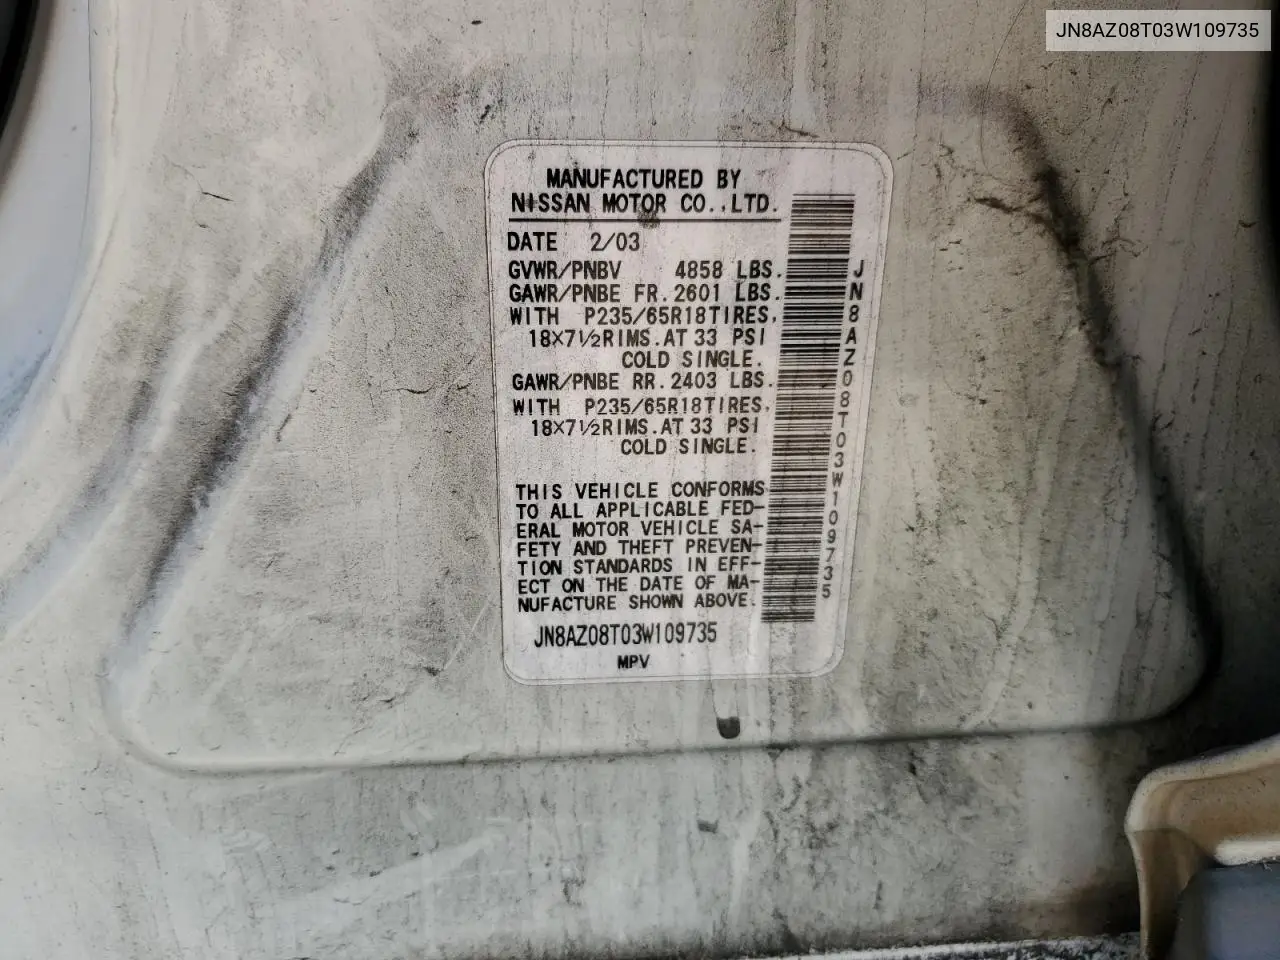 JN8AZ08T03W109735
MANUFACTURED BY
NISSAN MOTOR CO.,LTD.
DATE 2/03
GVWR/PNBV 4858 LBS.
GAWR/PNBE FR.2601 LBS.
WITH P235/65R18TIRES,
18×7½RIMS.AT 33 PSI
COLD SINGLE.
GAWR/PNBE RR.2403 LBS.
WITH P235/65R18TIRES,
18×7½RIMS.AT 33 PSI
COLD SINGLE.
THIS VEHICLE CONFORMS
TO ALL APPLICABLE FED-
ERAL MOTOR VEHICLE SA-
FETY AND THEFT PREVEN-
TION STANDARDS IN EFF-
ECT ON THE DATE OF MA-
NUFACTURE SHOWN ABOVE.
JN8AZ08T03W109735
MPV
JN8AZ08T03W109735